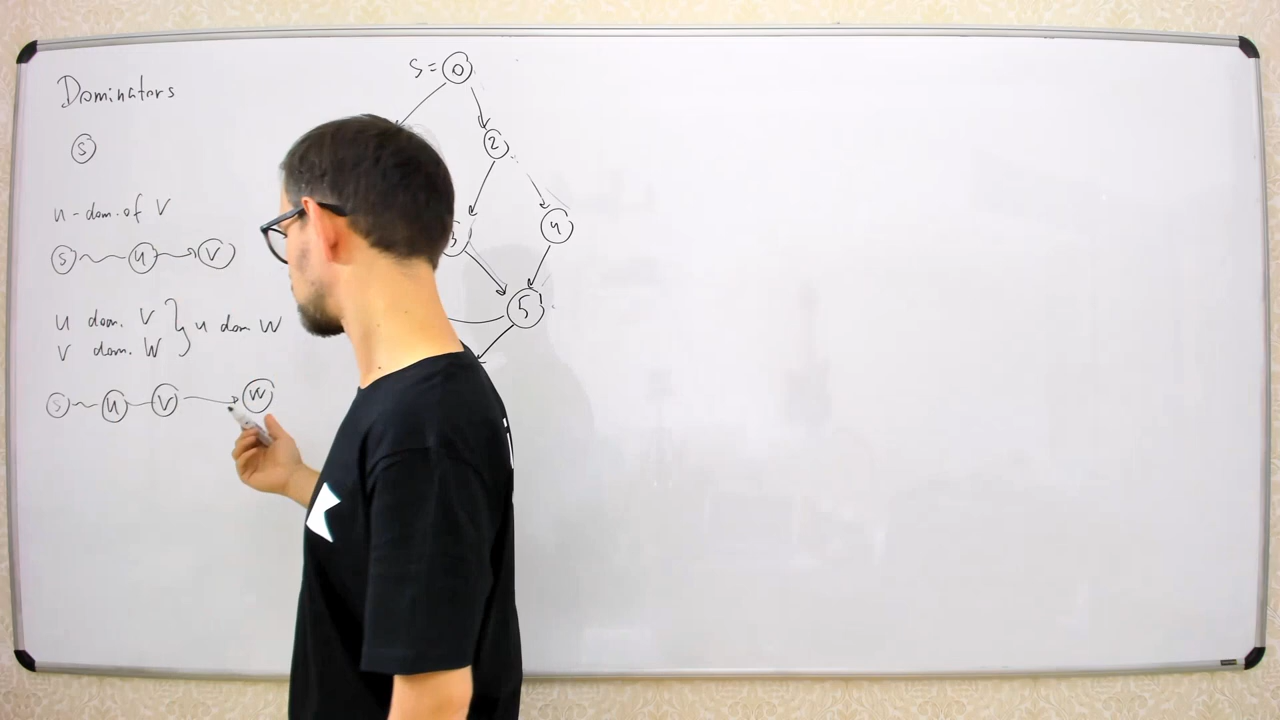 Dominators
S
u - dom. of V
S u V
u dom. V } u dom W
V dom. W
S u V W
S = 0
2
3
4
5